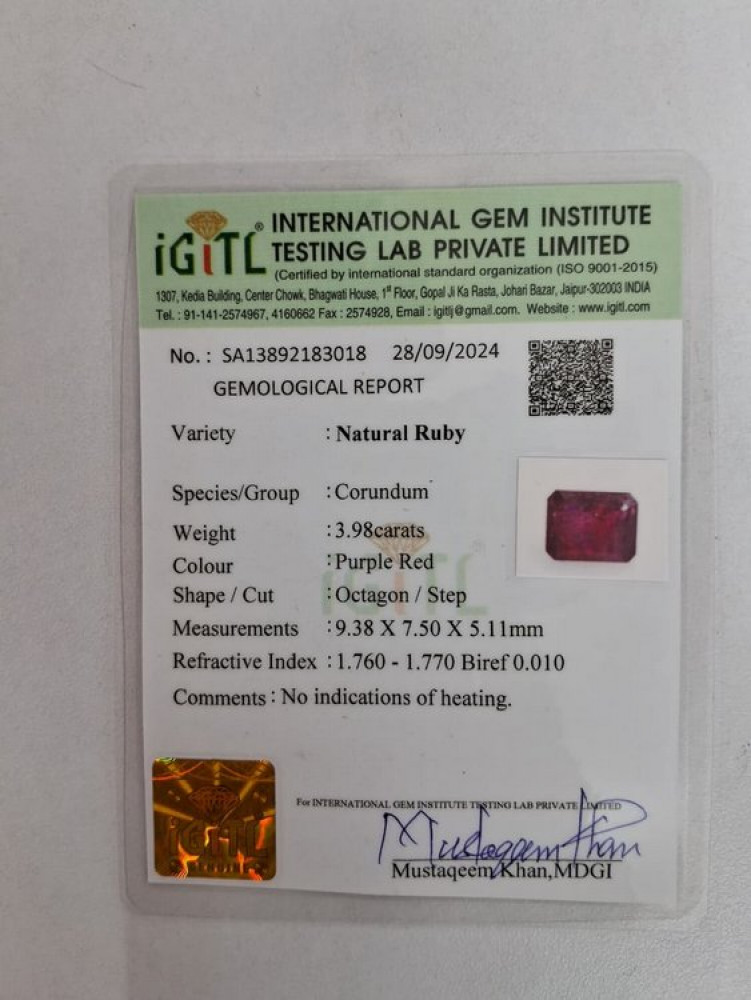 iGiTL® INTERNATIONAL GEM INSTITUTE
TESTING LAB PRIVATE LIMITED
(Certified by international standard organization (ISO 9001-2015)
1307, Kedia Building, Center Chowk, Bhagwati House, 1st Floor, Gopal Ji Ka Rasta, Johari Bazar, Jaipur-302003 INDIA
Tel. : 91-141-2574967, 4160662 Fax : 2574928, Email : igitlj@gmail.com. Website : www.igitl.com
No. : SA13892183018 28/09/2024
GEMOLOGICAL REPORT
Variety : Natural Ruby
Species/Group : Corundum
Weight : 3.98carats
Colour : Purple Red
Shape / Cut : Octagon / Step
Measurements : 9.38 X 7.50 X 5.11mm
Refractive Index : 1.760 - 1.770 Biref 0.010
Comments : No indications of heating.
iGiTL
iGiTL
For INTERNATIONAL GEM INSTITUTE TESTING LAB PRIVATE LIMITED
Mustaqeem Khan
Mustaqeem Khan,MDGI